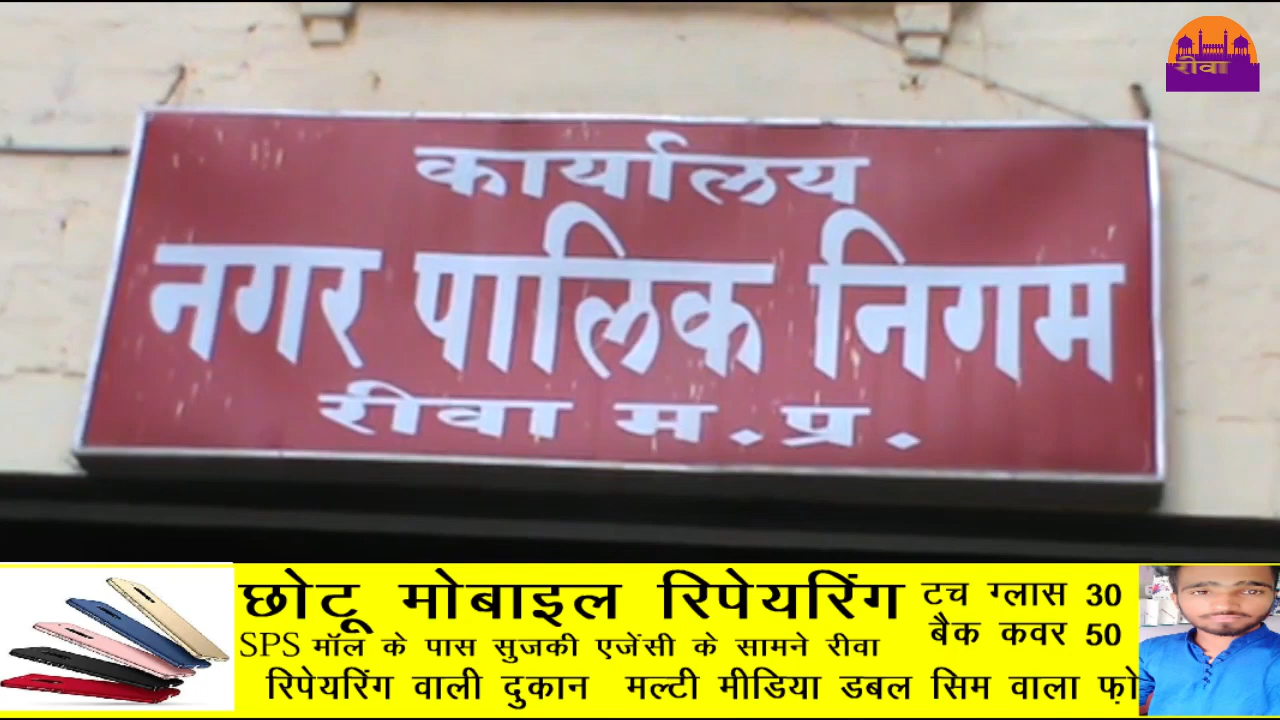 रीवा
कार्यालय
नगर पालिक निगम
रीवा म.प्र.
छोटू मोबाइल रिपेयरिंग
टच ग्लास 30
SPS मॉल के पास सुजकी एजेंसी के सामने रीवा
बैक कवर 50
रिपेयरिंग वाली दुकान मल्टी मीडिया डबल सिम वाला फ़ो